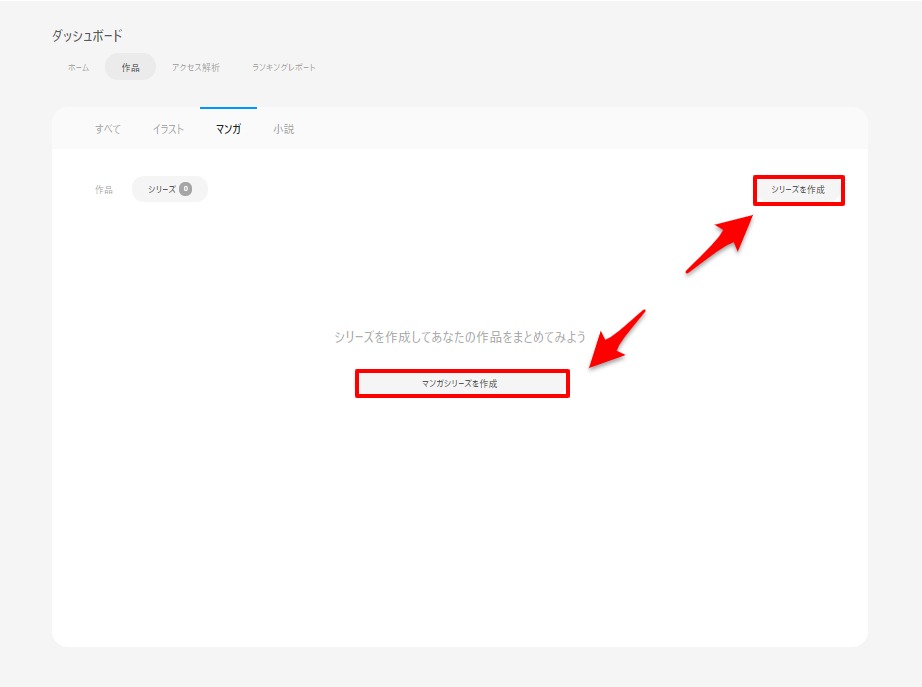 ダッシュボード
ホーム 作品 アクセス解析 ランキングレポート
すべて イラスト マンガ 小説
作品 シリーズ 0 シリーズを作成
シリーズを作成してあなたの作品をまとめてみよう
マンガシリーズを作成